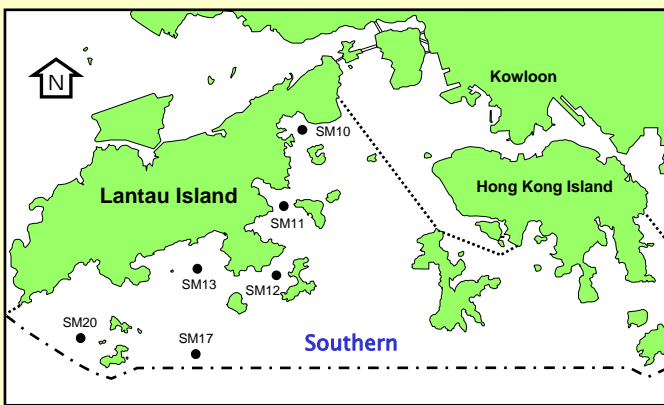 N
Kowloon
SM10
Lantau Island
Hong Kong Island
SM11
SM13
SM12
SM20
SM17
Southern